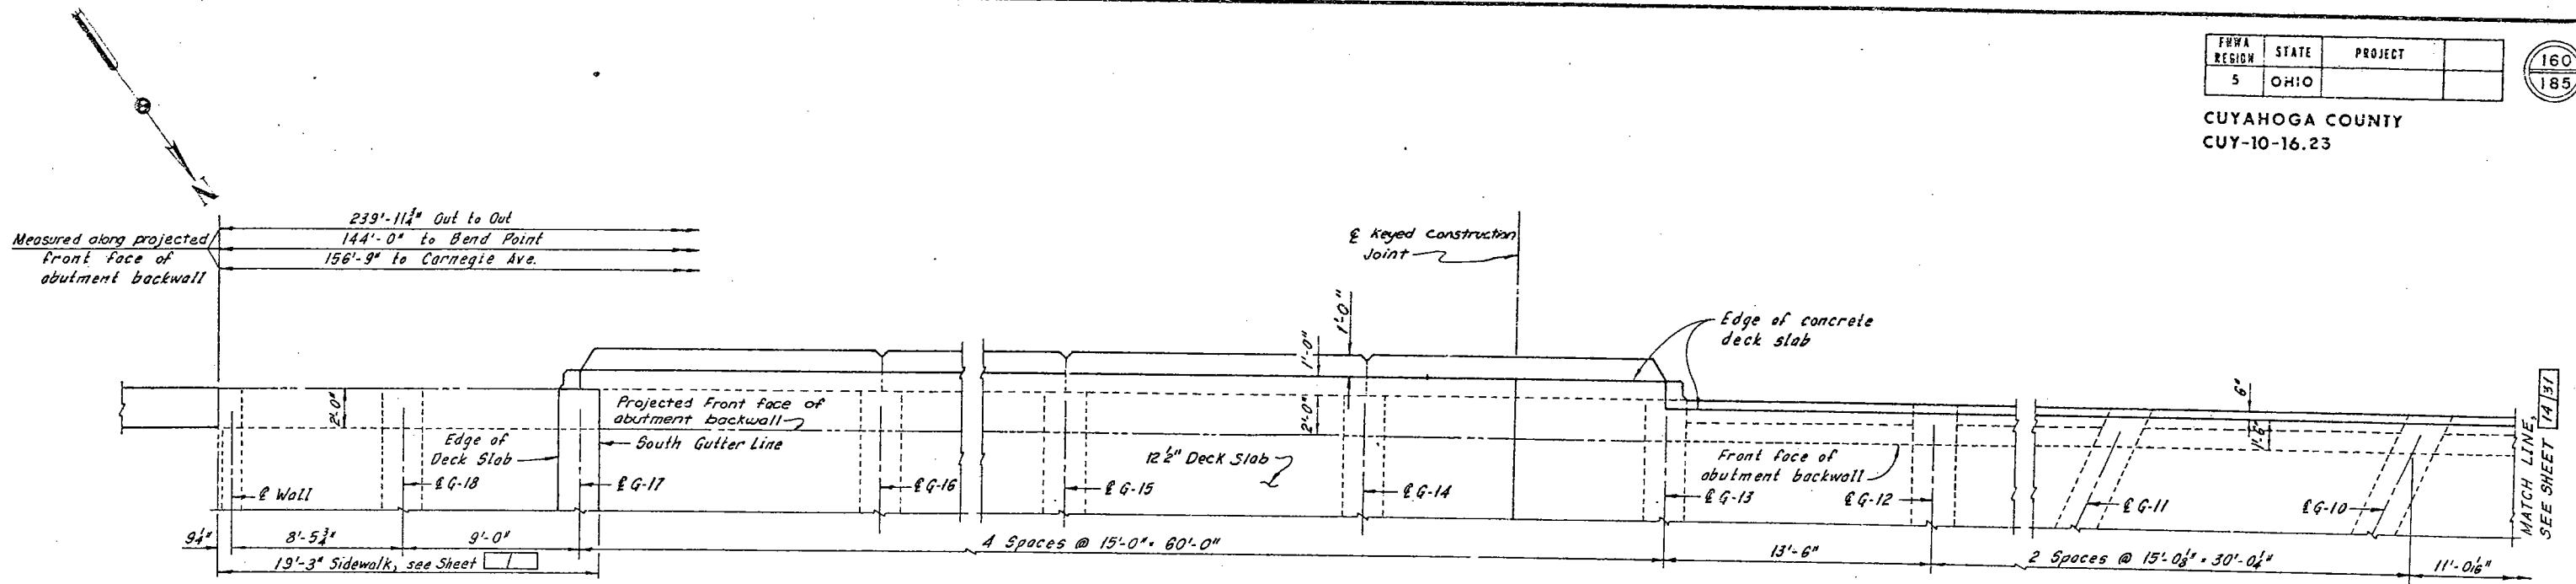 FHWA REGION
STATE
PROJECT
5
OHIO
160
185
CUYAHOGA COUNTY
CUY-10-16.23
N
239'-11¾" Out to Out
144'-0" to Bend Point
156'-9" to Carnegie Ave.
Measured along projected
front face of
abutment backwall
℄ Keyed Construction
Joint
1'-0"
1'-0"
Edge of concrete
deck slab
2'-0"
Projected Front face of
abutment backwall
South Gutter Line
Edge of
Deck Slab
2'-0"
12½" Deck Slab
Front face of
abutment backwall
6"
1'-6"
℄ Wall
℄ G-18
℄ G-17
℄ G-16
℄ G-15
℄ G-14
℄ G-13
℄ G-12
℄ G-11
℄ G-10
MATCH LINE,
SEE SHEET 14 31
9¼"
8'-5¾"
9'-0"
4 Spaces @ 15'-0" = 60'-0"
13'-6"
2 Spaces @ 15'-0⅛" = 30'-0¼"
11'-0⅟16"
19'-3" Sidewalk, see Sheet